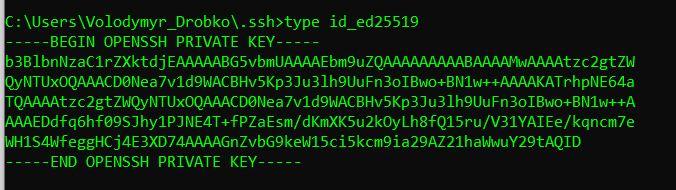 C:\Users\Volodymyr_Drobko\.ssh>type id_ed25519
-----BEGIN OPENSSH PRIVATE KEY-----
b3BlbnNzaC1rZXktdjEAAAAABG5vbmUAAAAEbm9uZQAAAAAAAAABAAAAMwAAAAtzc2gtZW
QyNTUxOQAAACD0Nea7v1d9WACBHv5Kp3Ju3lh9UuFn3oIBwo+BN1w++AAAAKATrhpNE64a
TQAAAAtzc2gtZWQyNTUxOQAAACD0Nea7v1d9WACBHv5Kp3Ju3lh9UuFn3oIBwo+BN1w++A
AAAEDdfq6hf09SJhy1PJNE4T+fPZaEsm/dKmXK5u2kOyLh8fQ15ru/V31YAIEe/kqncm7e
WH1S4WfeggHCj4E3XD74AAAAGnZvbG9keW15ci5kcm9ia29AZ21haWwuY29tAQID
-----END OPENSSH PRIVATE KEY-----